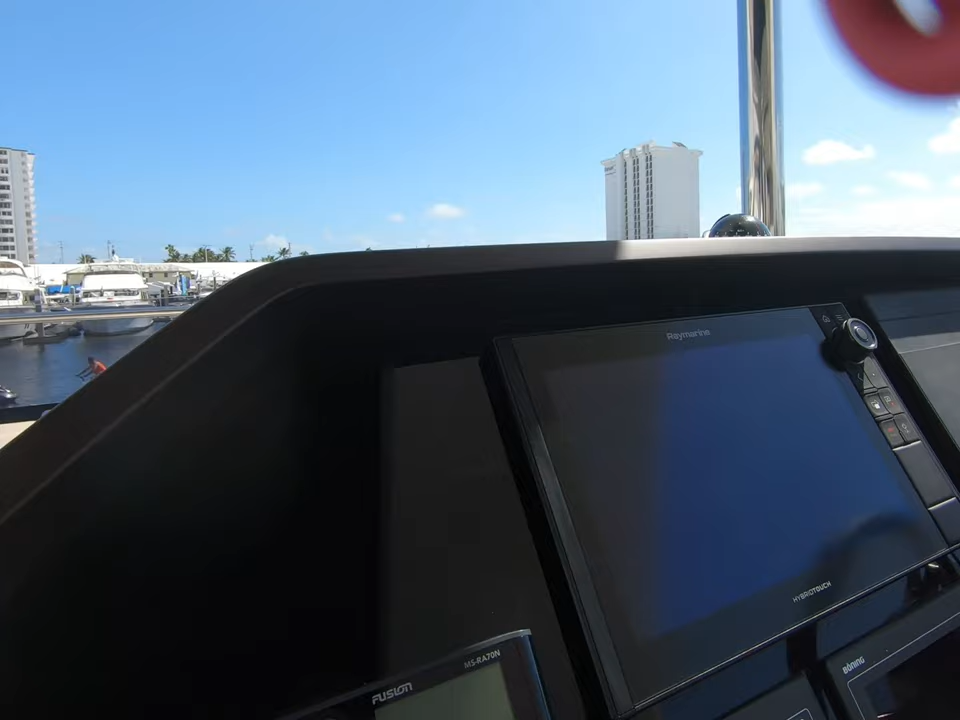 Raymarine
HYBRIDTOUCH
MS-RA70N
FUSION
BÖNING